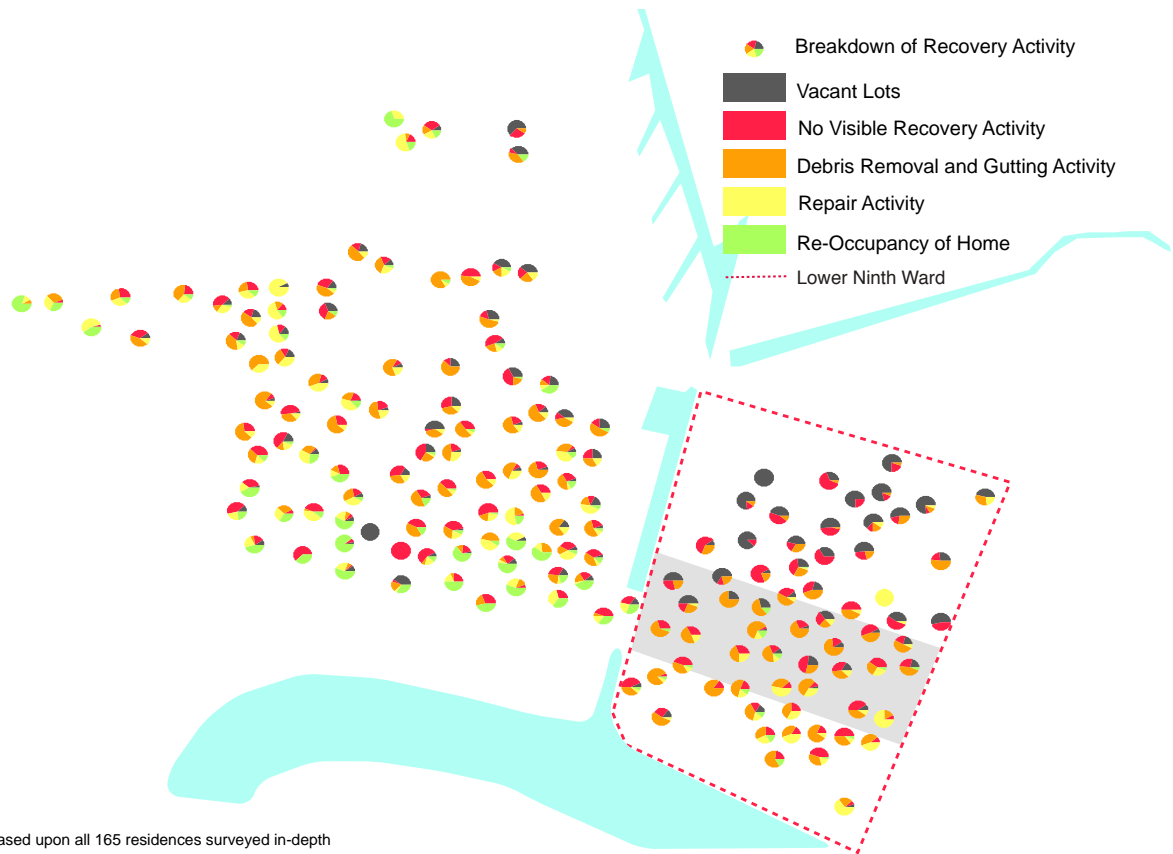 Breakdown of Recovery Activity
Vacant Lots
No Visible Recovery Activity
Debris Removal and Gutting Activity
Repair Activity
Re-Occupancy of Home
Lower Ninth Ward
ased upon all 165 residences surveyed in-depth